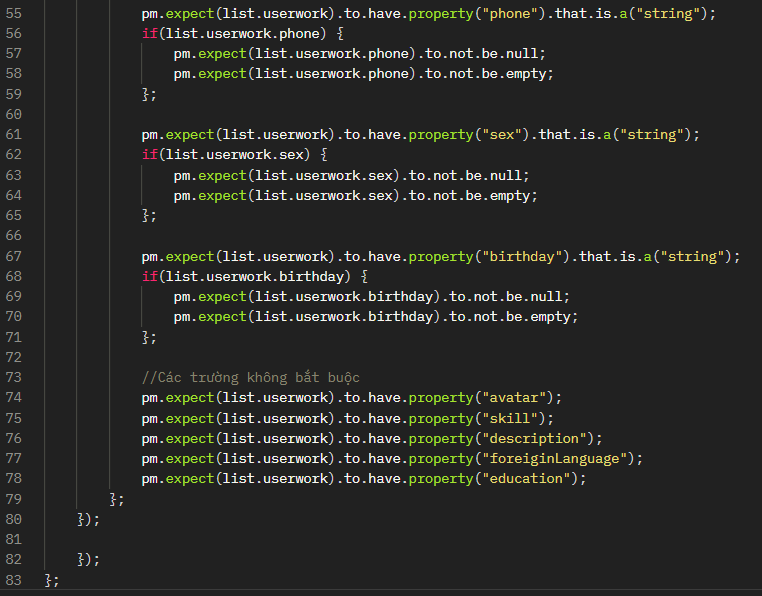 55 pm.expect(list.userwork).to.have.property("phone").that.is.a("string");
56 if(list.userwork.phone) {
57 pm.expect(list.userwork.phone).to.not.be.null;
58 pm.expect(list.userwork.phone).to.not.be.empty;
59 };
60
61 pm.expect(list.userwork).to.have.property("sex").that.is.a("string");
62 if(list.userwork.sex) {
63 pm.expect(list.userwork.sex).to.not.be.null;
64 pm.expect(list.userwork.sex).to.not.be.empty;
65 };
66
67 pm.expect(list.userwork).to.have.property("birthday").that.is.a("string");
68 if(list.userwork.birthday) {
69 pm.expect(list.userwork.birthday).to.not.be.null;
70 pm.expect(list.userwork.birthday).to.not.be.empty;
71 };
72
73 //Các trường không bắt buộc
74 pm.expect(list.userwork).to.have.property("avatar");
75 pm.expect(list.userwork).to.have.property("skill");
76 pm.expect(list.userwork).to.have.property("description");
77 pm.expect(list.userwork).to.have.property("foreiginLanguage");
78 pm.expect(list.userwork).to.have.property("education");
79 };
80 });
81
82 });
83 };